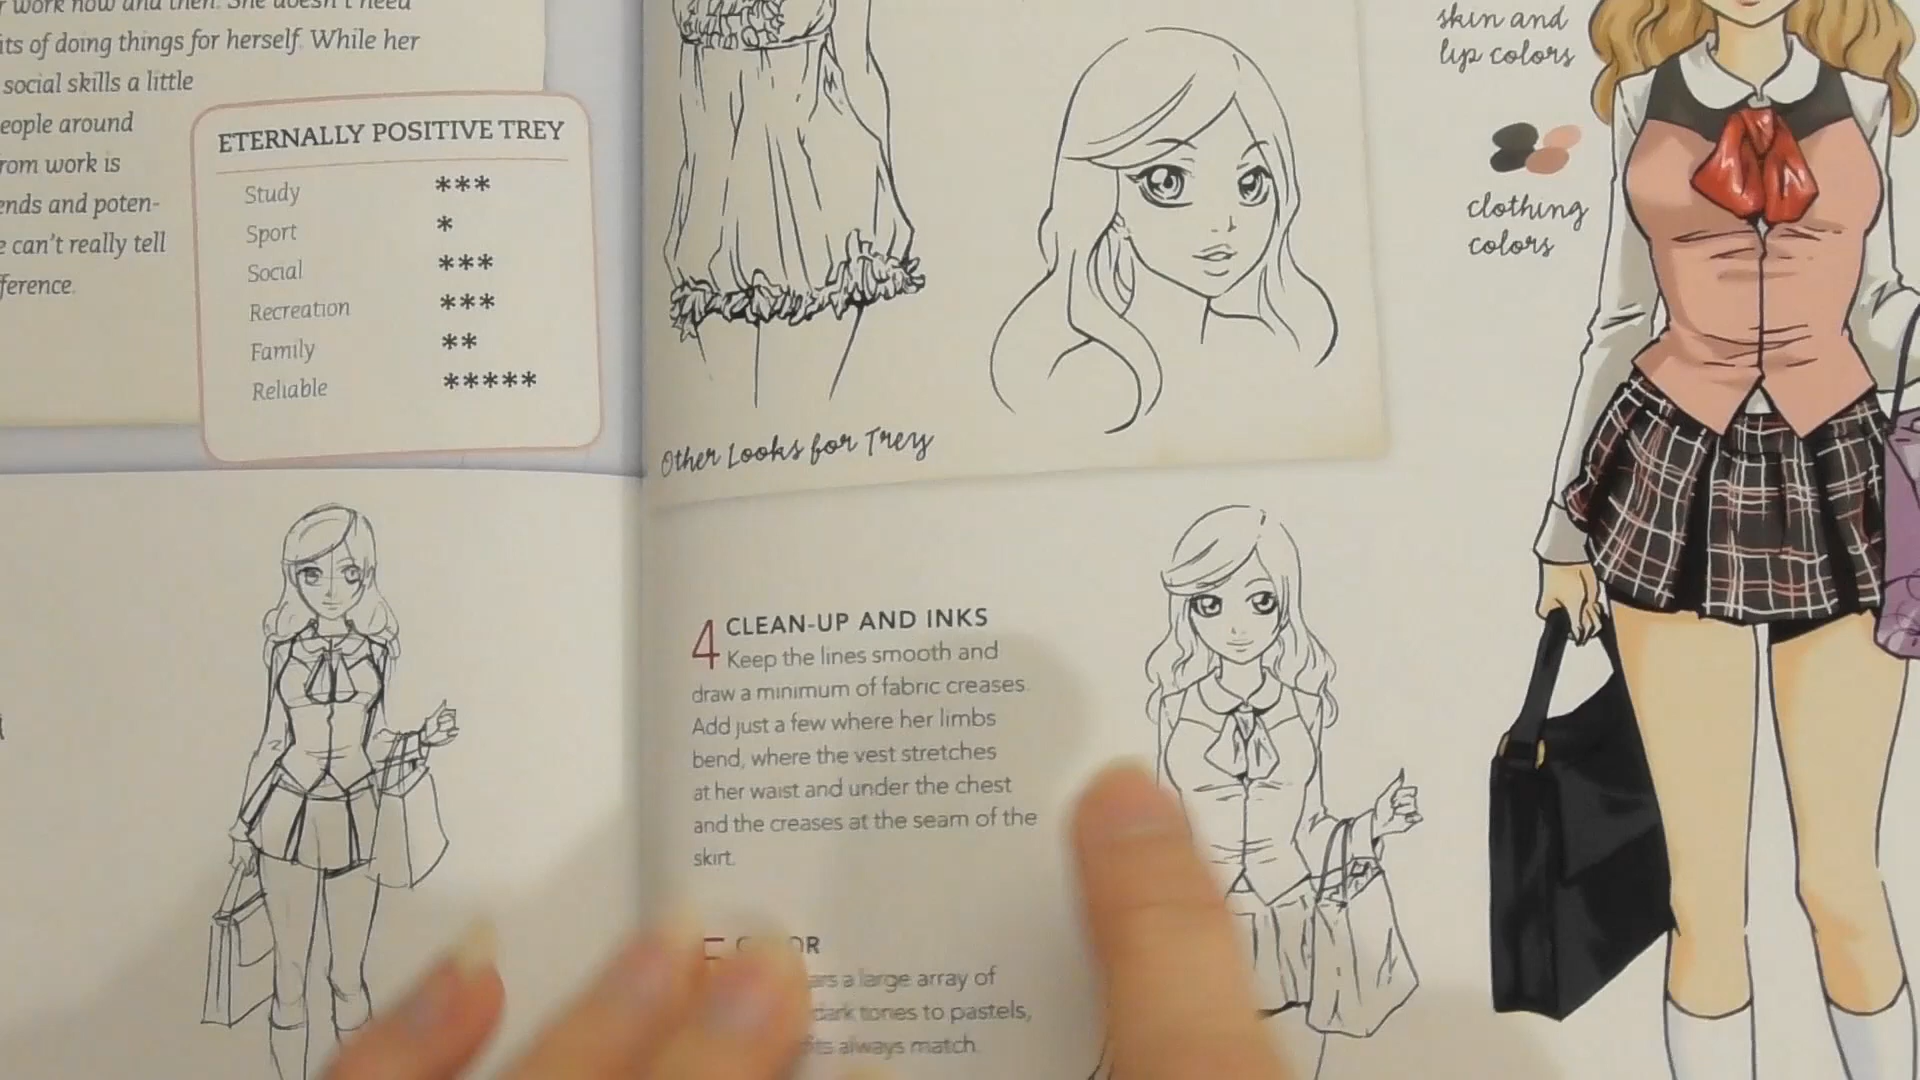 work now and then. She doesn't need
its of doing things for herself. While her
social skills a little
eople around
rom work is
ends and poten-
e can't really tell
ference.
ETERNALLY POSITIVE TREY
Study ***
Sport *
Social ***
Recreation ***
Family **
Reliable *****
Other Looks for Trey
4 CLEAN-UP AND INKS
Keep the lines smooth and
draw a minimum of fabric creases.
Add just a few where her limbs
bend, where the vest stretches
at her waist and under the chest
and the creases at the seam of the
skirt.
OR
ars a large array of
dark tones to pastels,
fits always match.
skin and
lip colors
clothing
colors